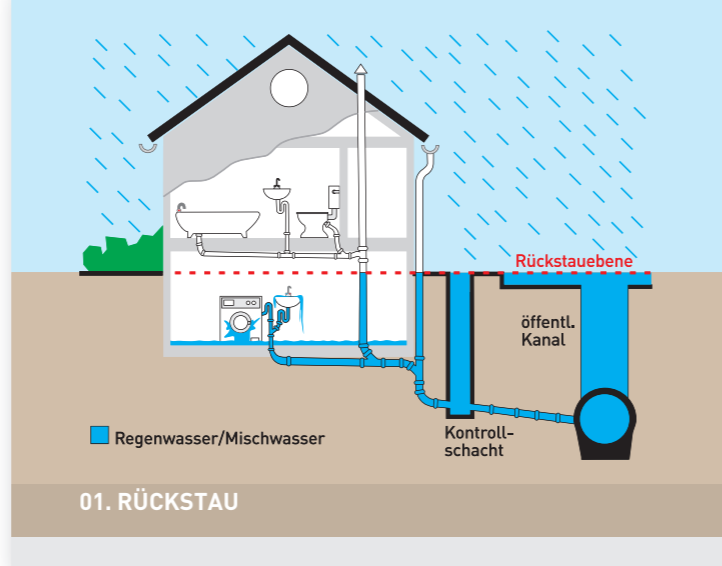 Rückstauebene
öffentl.
Kanal
Regenwasser/Mischwasser
Kontroll-
schacht
01. RÜCKSTAU